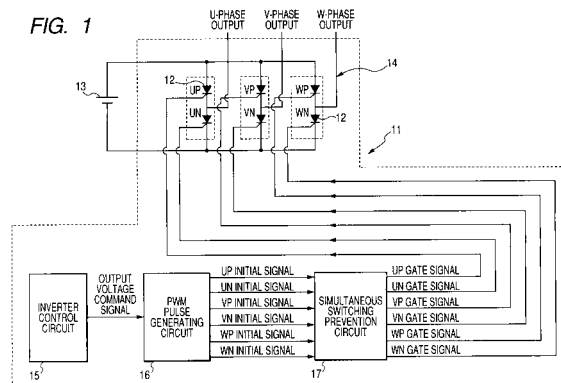 FIG. 1
U-PHASE OUTPUT
V-PHASE OUTPUT
W-PHASE OUTPUT
12
14
13
UP
VP
WP
UN
VN
WN
12
11
INVERTER CONTROL CIRCUIT
15
OUTPUT VOLTAGE COMMAND SIGNAL
PWM PULSE GENERATING CIRCUIT
16
UP INITIAL SIGNAL
UN INITIAL SIGNAL
VP INITIAL SIGNAL
VN INITIAL SIGNAL
WP INITIAL SIGNAL
WN INITIAL SIGNAL
SIMULTANEOUS SWITCHING PREVENTION CIRCUIT
17
UP GATE SIGNAL
UN GATE SIGNAL
VP GATE SIGNAL
VN GATE SIGNAL
WP GATE SIGNAL
WN GATE SIGNAL